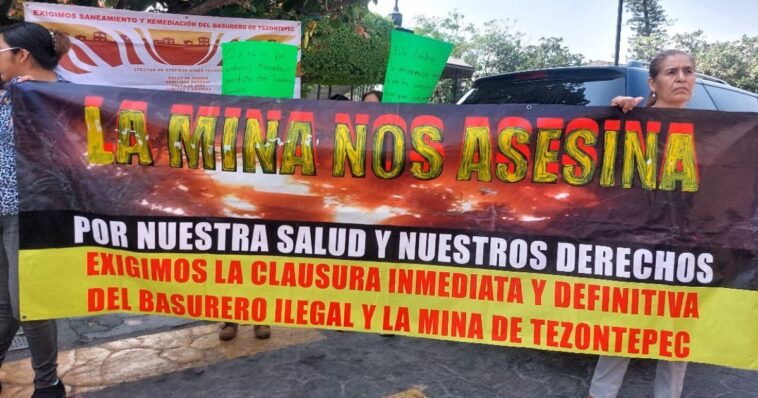 EXIGIMOS SANEAMIENTO Y REMEDIACIÓN DEL BASURERO DE TEZONTEPEC
LA MINA NOS ASESINA
POR NUESTRA SALUD Y NUESTROS DERECHOS
EXIGIMOS LA CLAUSURA INMEDIATA Y DEFINITIVA
DEL BASURERO ILEGAL Y LA MINA DE TEZONTEPEC